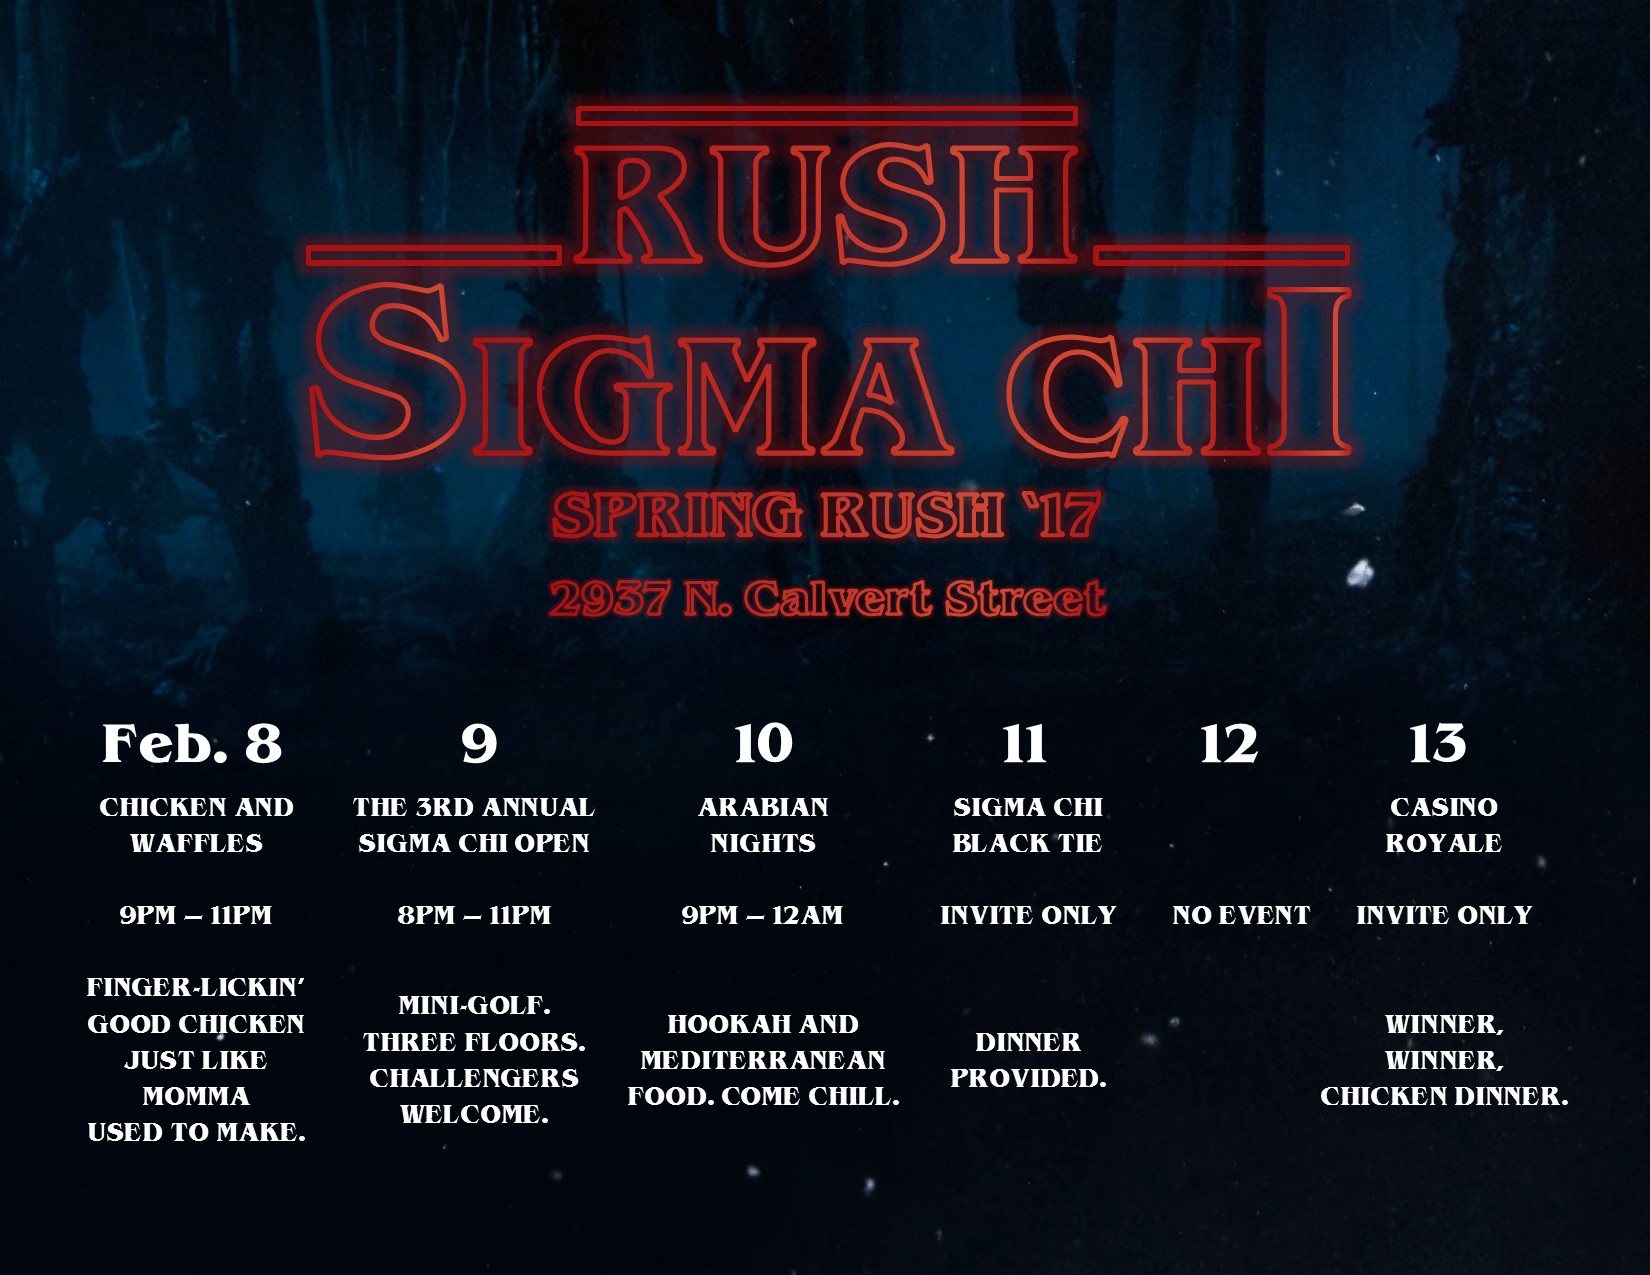 RUSH
SIGMA CHI
SPRING RUSH '17
2937 N. Calvert Street
Feb. 8
CHICKEN AND
WAFFLES
9PM – 11PM
FINGER-LICKIN'
GOOD CHICKEN
JUST LIKE
MOMMA
USED TO MAKE.
9
THE 3RD ANNUAL
SIGMA CHI OPEN
8PM – 11PM
MINI-GOLF.
THREE FLOORS.
CHALLENGERS
WELCOME.
10
ARABIAN
NIGHTS
9PM – 12AM
HOOKAH AND
MEDITERRANEAN
FOOD. COME CHILL.
11
SIGMA CHI
BLACK TIE
INVITE ONLY
DINNER
PROVIDED.
12
NO EVENT
13
CASINO
ROYALE
INVITE ONLY
WINNER,
WINNER,
CHICKEN DINNER.